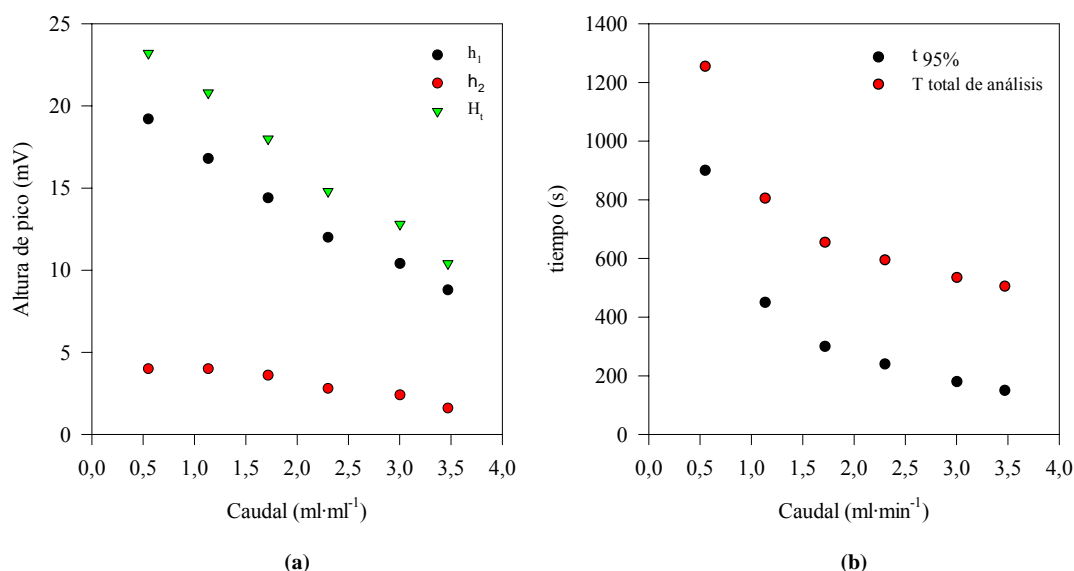 25
20
15
10
5
0
Altura de pico (mV)
h₁
h₂
Hₜ
0,0 0,5 1,0 1,5 2,0 2,5 3,0 3,5 4,0
Caudal (ml·ml⁻¹)
(a)
1400
1200
1000
800
600
400
200
0
tiempo (s)
t 95%
T total de análisis
0,0 0,5 1,0 1,5 2,0 2,5 3,0 3,5 4,0
Caudal (ml·min⁻¹)
(b)